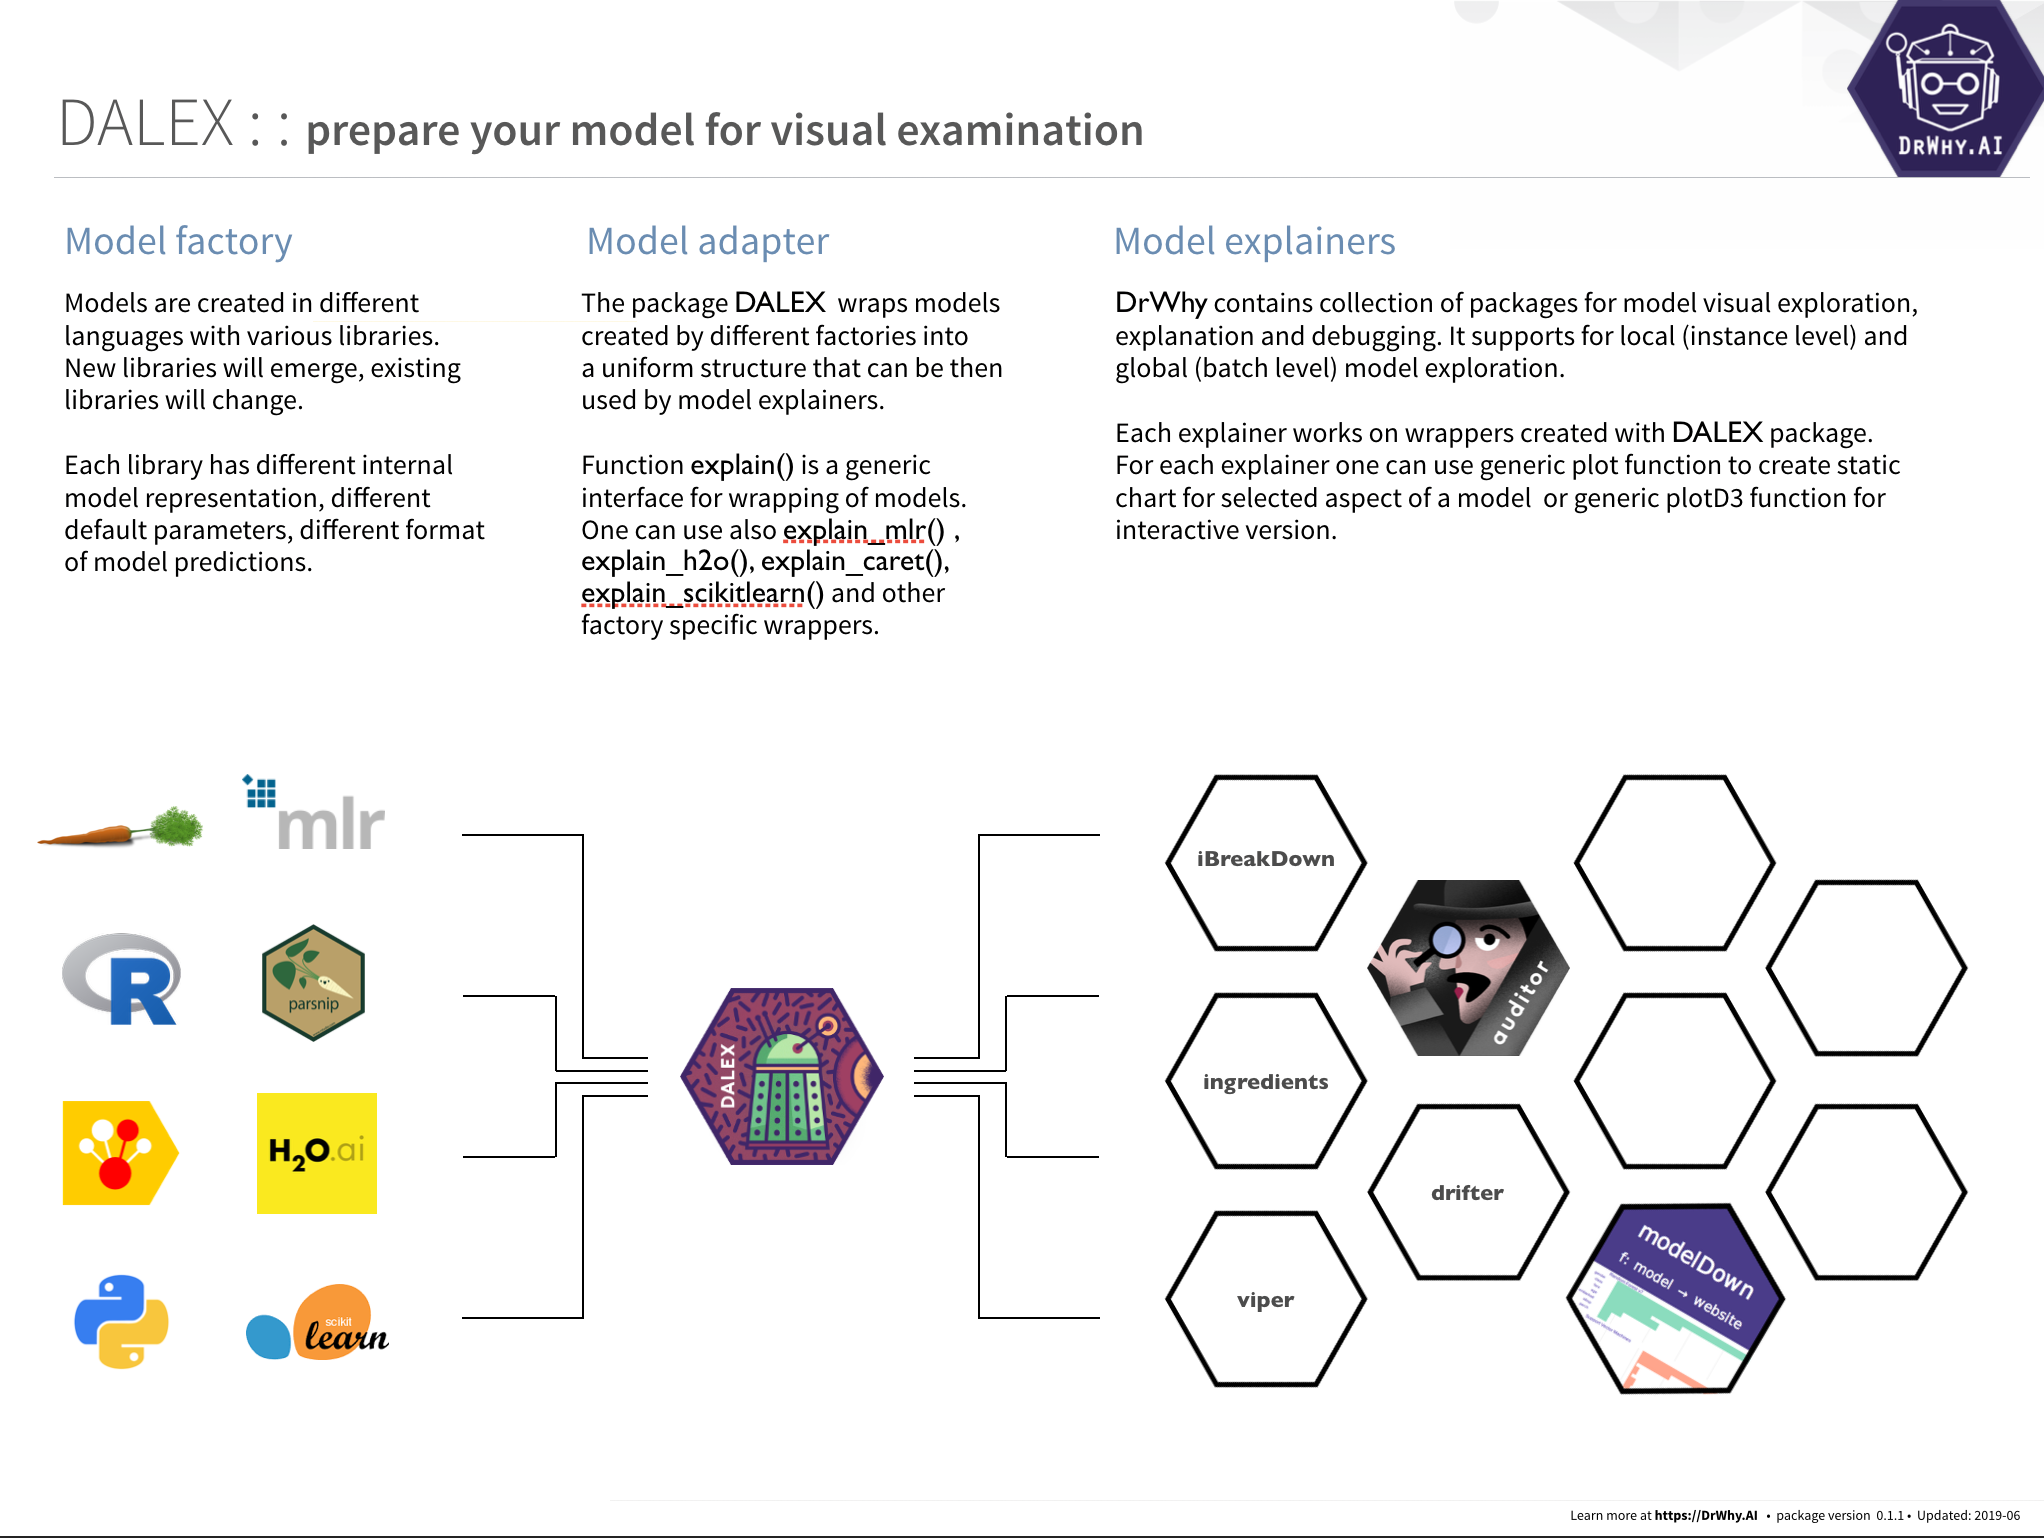 DALEX : : prepare your model for visual examination
DRWHY.AI
Model factory
Models are created in different
languages with various libraries.
New libraries will emerge, existing
libraries will change.
Each library has different internal
model representation, different
default parameters, different format
of model predictions.
Model adapter
The package DALEX wraps models
created by different factories into
a uniform structure that can be then
used by model explainers.
Function explain() is a generic
interface for wrapping of models.
One can use also explain_mlr() ,
explain_h2o(), explain_caret(),
explain_scikitlearn() and other
factory specific wrappers.
Model explainers
DrWhy contains collection of packages for model visual exploration,
explanation and debugging. It supports for local (instance level) and
global (batch level) model exploration.
Each explainer works on wrappers created with DALEX package.
For each explainer one can use generic plot function to create static
chart for selected aspect of a model or generic plotD3 function for
interactive version.
mlr
R
parsnip
H2O.ai
scikit
learn
DALEX
iBreakDown
auditor
ingredients
drifter
viper
modelDown
f: model → website
Learn more at https://DrWhy.AI • package version 0.1.1 • Updated: 2019-06